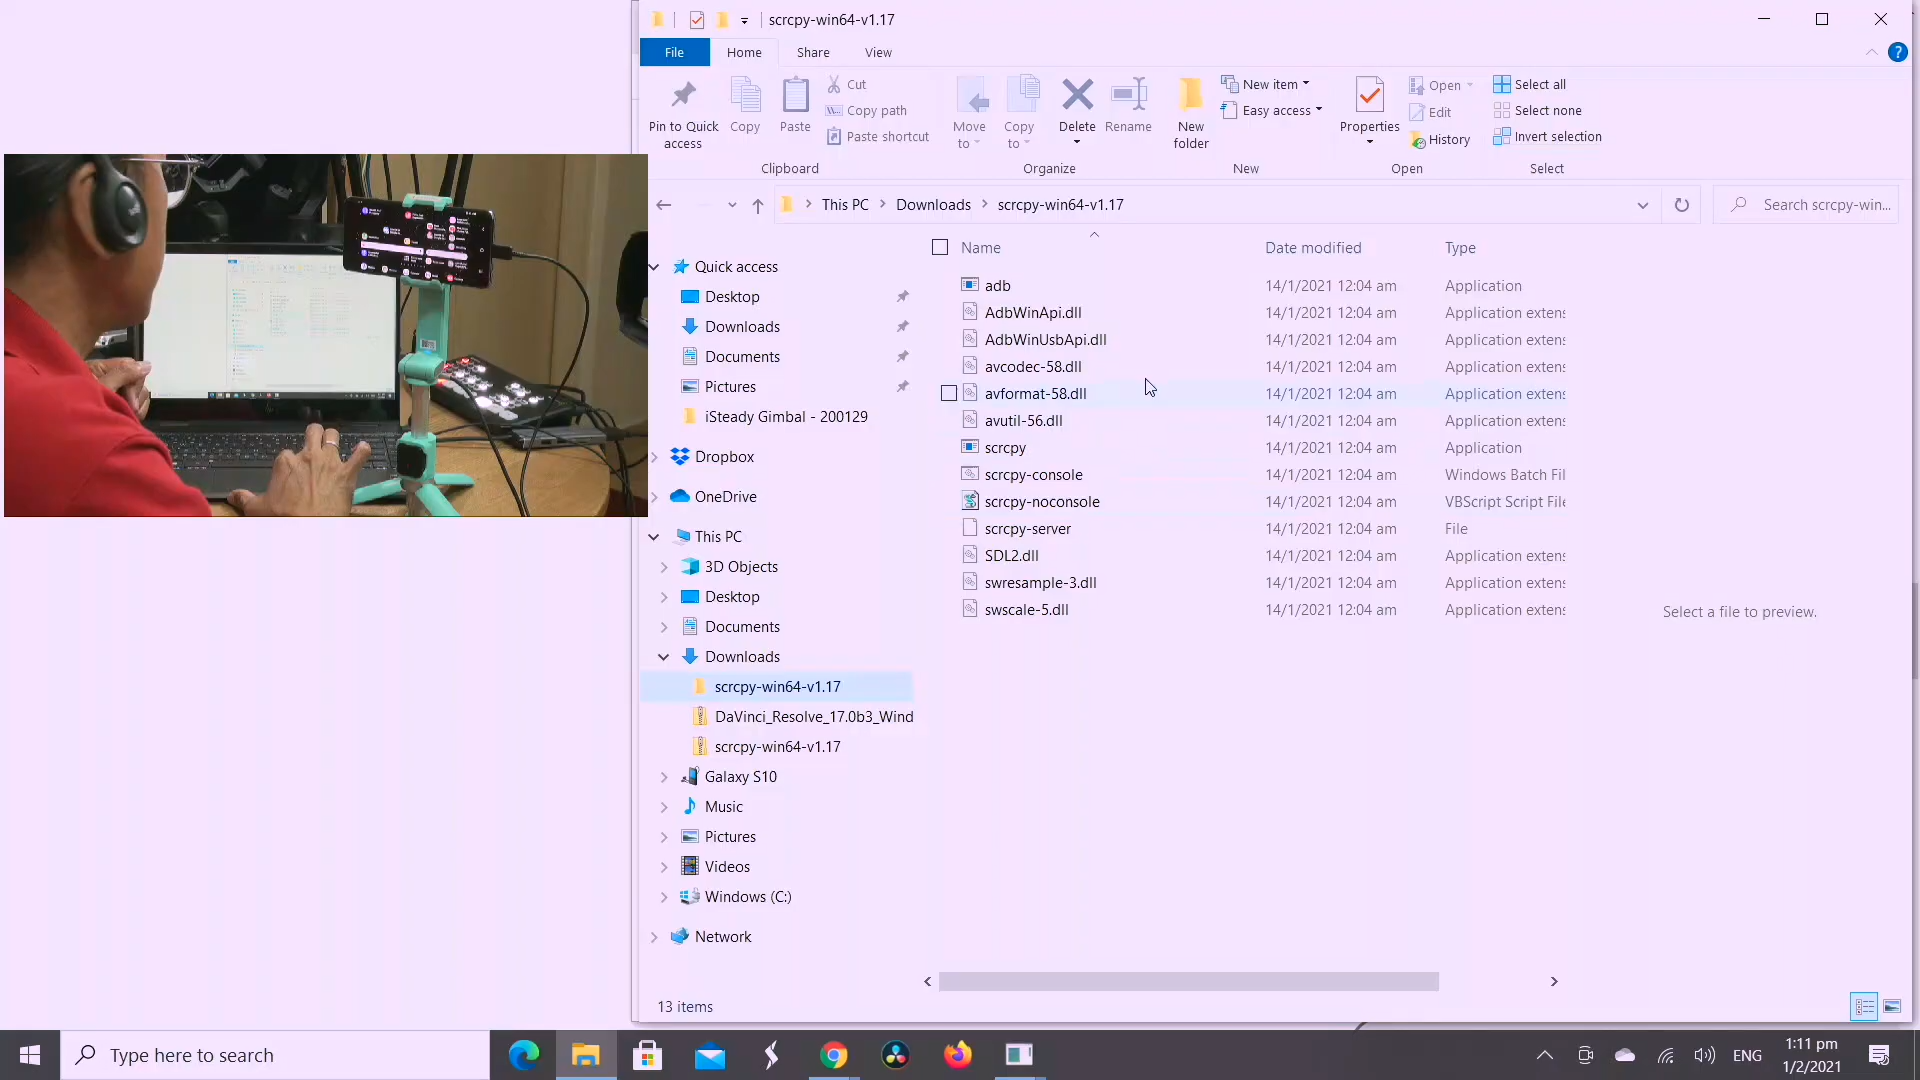 scrcpy-win64-v1.17
File Home Share View
Pin to Quick access
Copy
Paste
Cut
Copy path
Paste shortcut
Clipboard
Move to
Copy to
Delete
Rename
Organize
New folder
New item
Easy access
New
Properties
Open
Edit
History
Open
Select all
Select none
Invert selection
Select
This PC > Downloads > scrcpy-win64-v1.17
Search scrcpy-win...
Quick access
Desktop
Downloads
Documents
Pictures
iSteady Gimbal - 200129
Dropbox
OneDrive
This PC
3D Objects
Desktop
Documents
Downloads
scrcpy-win64-v1.17
DaVinci_Resolve_17.0b3_Wind
scrcpy-win64-v1.17
Galaxy S10
Music
Pictures
Videos
Windows (C:)
Network
Name Date modified Type
adb 14/1/2021 12:04 am Application
AdbWinApi.dll 14/1/2021 12:04 am Application extens
AdbWinUsbApi.dll 14/1/2021 12:04 am Application extens
avcodec-58.dll 14/1/2021 12:04 am Application extens
avformat-58.dll 14/1/2021 12:04 am Application extens
avutil-56.dll 14/1/2021 12:04 am Application extens
scrcpy 14/1/2021 12:04 am Application
scrcpy-console 14/1/2021 12:04 am Windows Batch Fil
scrcpy-noconsole 14/1/2021 12:04 am VBScript Script File
scrcpy-server 14/1/2021 12:04 am File
SDL2.dll 14/1/2021 12:04 am Application extens
swresample-3.dll 14/1/2021 12:04 am Application extens
swscale-5.dll 14/1/2021 12:04 am Application extens
Select a file to preview.
13 items
Type here to search
ENG
1:11 pm
1/2/2021